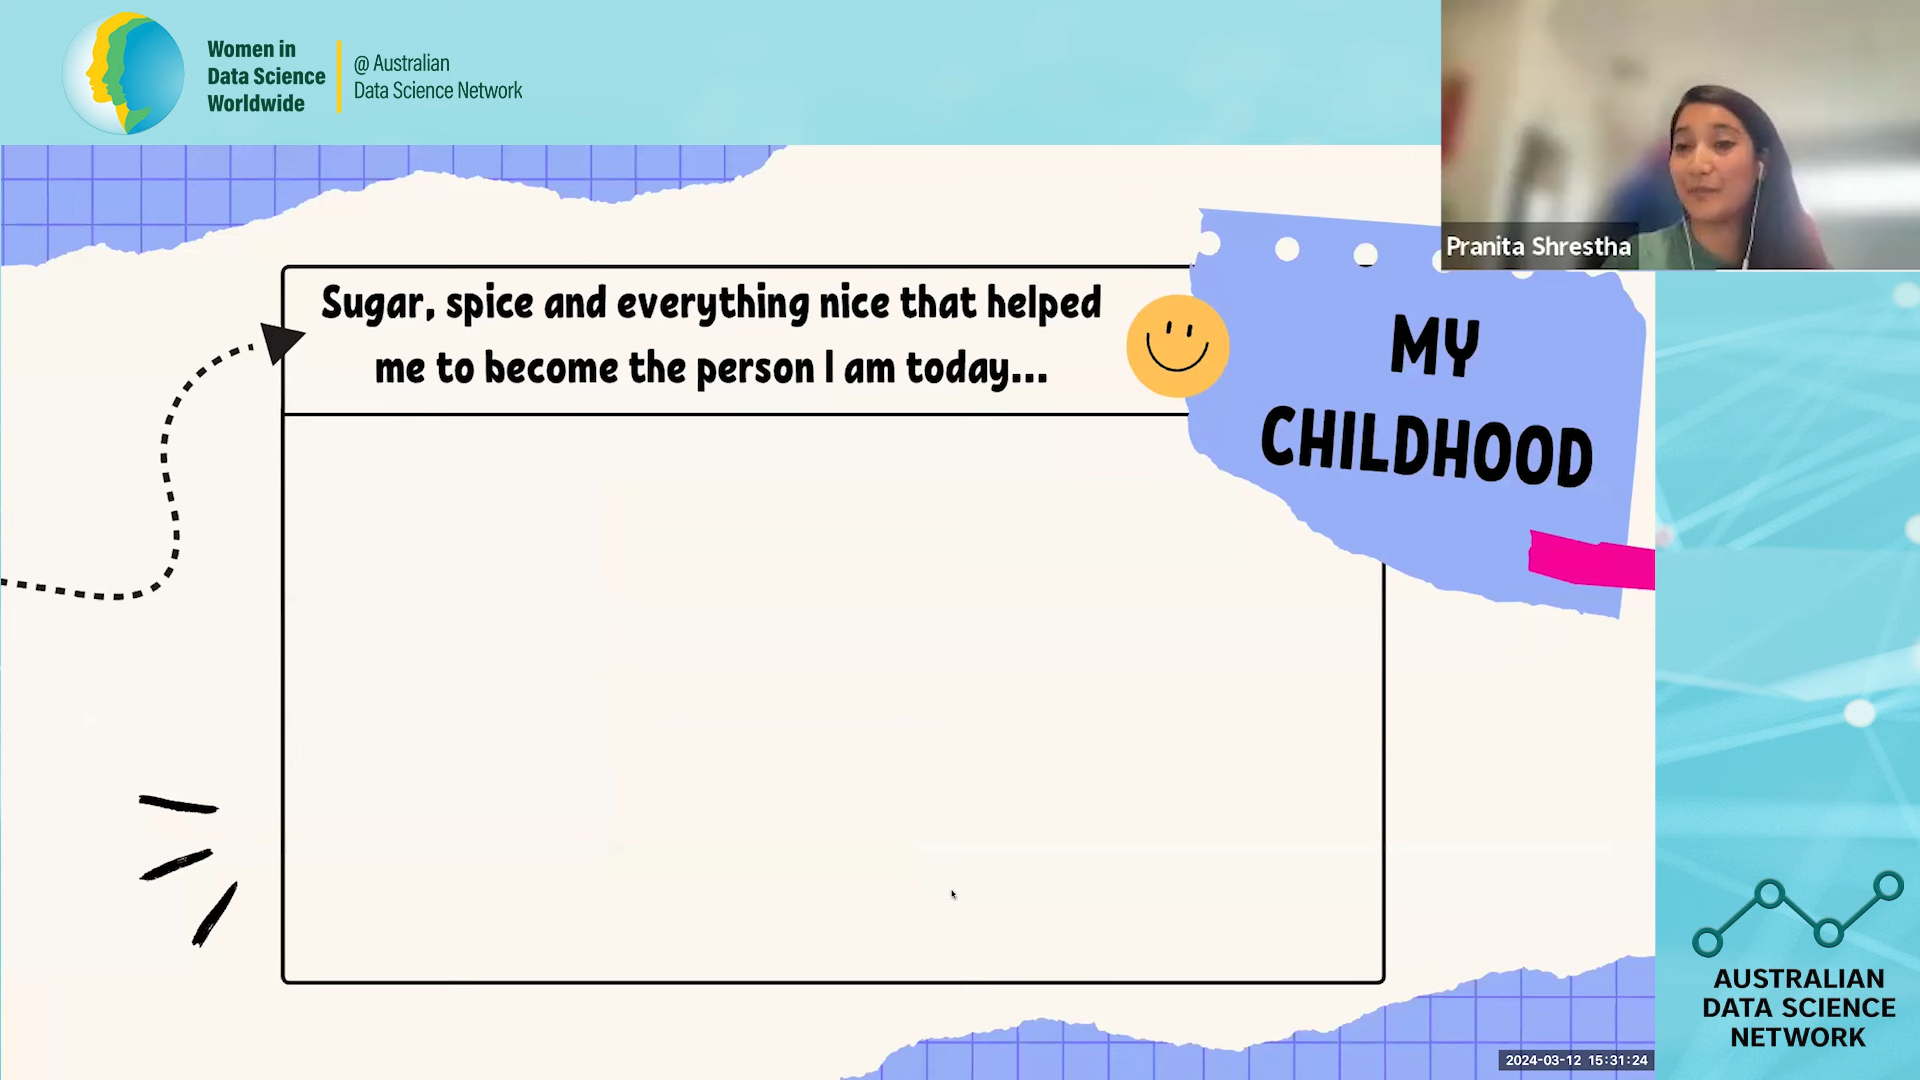 Women in
Data Science
Worldwide
@ Australian
Data Science Network
Pranita Shrestha
Sugar, spice and everything nice that helped
me to become the person I am today...
MY
CHILDHOOD
AUSTRALIAN
DATA SCIENCE
NETWORK
2024-03-12 15:31:24